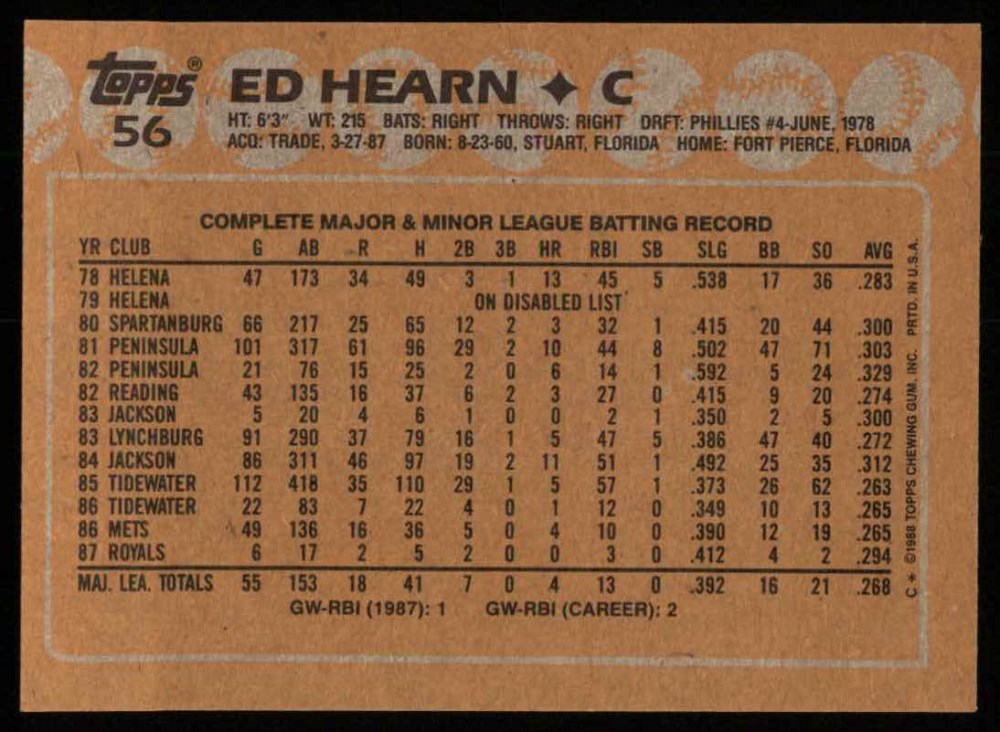 Topps® ED HEARN ✦ C
56
HT: 6'3" WT: 215 BATS: RIGHT THROWS: RIGHT DRFT: PHILLIES #4-JUNE, 1978
ACQ: TRADE, 3-27-87 BORN: 8-23-60, STUART, FLORIDA HOME: FORT PIERCE, FLORIDA
COMPLETE MAJOR & MINOR LEAGUE BATTING RECORD
YR CLUB G AB R H 2B 3B HR RBI SB SLG BB SO AVG
78 HELENA 47 173 34 49 3 1 13 45 5 .538 17 36 .283
79 HELENA ON DISABLED LIST
80 SPARTANBURG 66 217 25 65 12 2 3 32 1 .415 20 44 .300
81 PENINSULA 101 317 61 96 29 2 10 44 8 .502 47 71 .303
82 PENINSULA 21 76 15 25 2 0 6 14 1 .592 5 24 .329
82 READING 43 135 16 37 6 2 3 27 0 .415 9 20 .274
83 JACKSON 5 20 4 6 1 0 0 2 1 .350 2 5 .300
83 LYNCHBURG 91 290 37 79 16 1 5 47 5 .386 47 40 .272
84 JACKSON 86 311 46 97 19 2 11 51 1 .492 25 35 .312
85 TIDEWATER 112 418 35 110 29 1 5 57 1 .373 26 62 .263
86 TIDEWATER 22 83 7 22 4 0 1 12 0 .349 10 13 .265
86 METS 49 136 16 36 5 0 4 10 0 .390 12 19 .265
87 ROYALS 6 17 2 5 2 0 0 3 0 .412 4 2 .294
MAJ. LEA. TOTALS 55 153 18 41 7 0 4 13 0 .392 16 21 .268
GW-RBI (1987): 1 GW-RBI (CAREER): 2
C* ©1988 TOPPS CHEWING GUM, INC. PRTD. IN U.S.A.